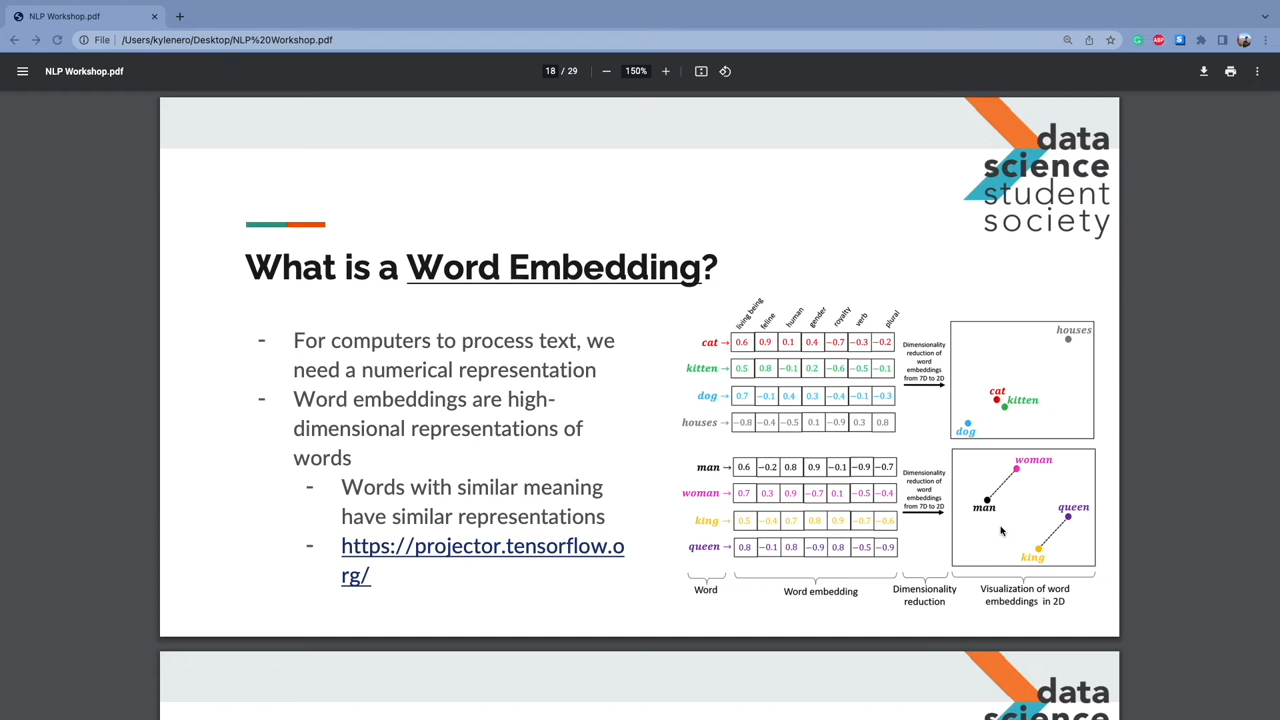 NLP Workshop.pdf
File
/Users/kylenero/Desktop/NLP%20Workshop.pdf
ABP
S
NLP Workshop.pdf
18 / 29
150%
data
science
student
society
What is a Word Embedding?
- For computers to process text, we
need a numerical representation
- Word embeddings are high-
dimensional representations of
words
- Words with similar meaning
have similar representations
- https://projector.tensorflow.o
rg/
living being feline human gender royalty verb plural
cat → 0.6 0.9 0.1 0.4 −0.7 −0.3 −0.2
kitten → 0.5 0.8 −0.1 0.2 −0.6 −0.5 −0.1
dog → 0.7 −0.1 0.4 0.3 −0.4 −0.1 −0.3
houses → −0.8 −0.4 −0.5 0.1 −0.9 0.3 0.8
Dimensionality
reduction of
word
embeddings
from 7D to 2D
houses
cat
kitten
dog
man → 0.6 −0.2 0.8 0.9 −0.1 −0.9 −0.7
woman → 0.7 0.3 0.9 −0.7 0.1 −0.5 −0.4
king → 0.5 −0.4 0.7 0.8 0.9 −0.7 −0.6
queen → 0.8 −0.1 0.8 −0.9 0.8 −0.5 −0.9
Dimensionality
reduction of
word
embeddings
from 7D to 2D
woman
man
queen
king
Word
Word embedding
Dimensionality
reduction
Visualization of word
embeddings in 2D
data
science